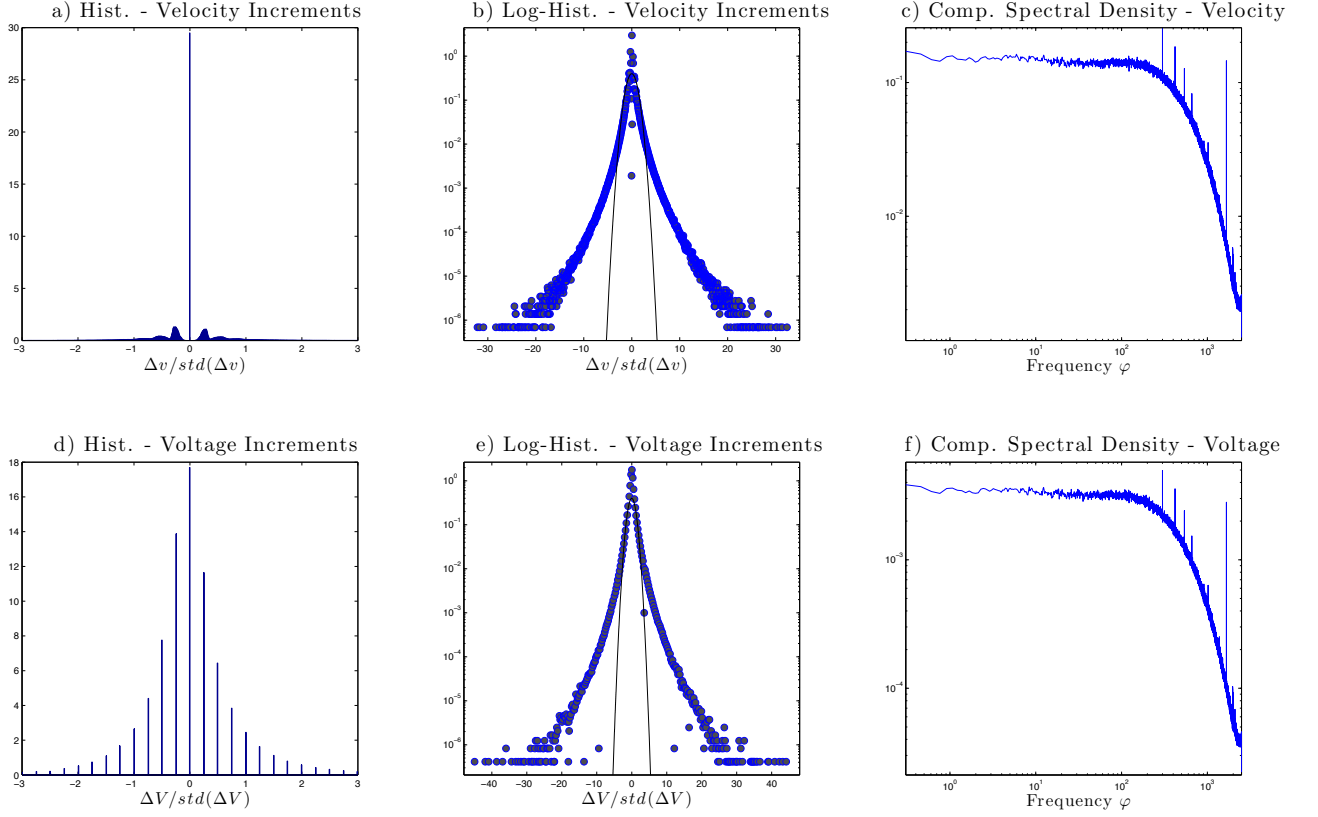 a) Hist. - Velocity Increments
30
25
20
15
10
5
0
−3 −2 −1 0 1 2 3
Δv/std(Δv)
b) Log-Hist. - Velocity Increments
10^0
10^-1
10^-2
10^-3
10^-4
10^-5
10^-6
−30 −20 −10 0 10 20 30
Δv/std(Δv)
c) Comp. Spectral Density - Velocity
10^-1
10^-2
10^0 10^1 10^2 10^3
Frequency φ
d) Hist. - Voltage Increments
18
16
14
12
10
8
6
4
2
0
−3 −2 −1 0 1 2 3
ΔV/std(ΔV)
e) Log-Hist. - Voltage Increments
10^0
10^-1
10^-2
10^-3
10^-4
10^-5
10^-6
−40 −30 −20 −10 0 10 20 30 40
ΔV/std(ΔV)
f) Comp. Spectral Density - Voltage
10^-3
10^-4
10^0 10^1 10^2 10^3
Frequency φ